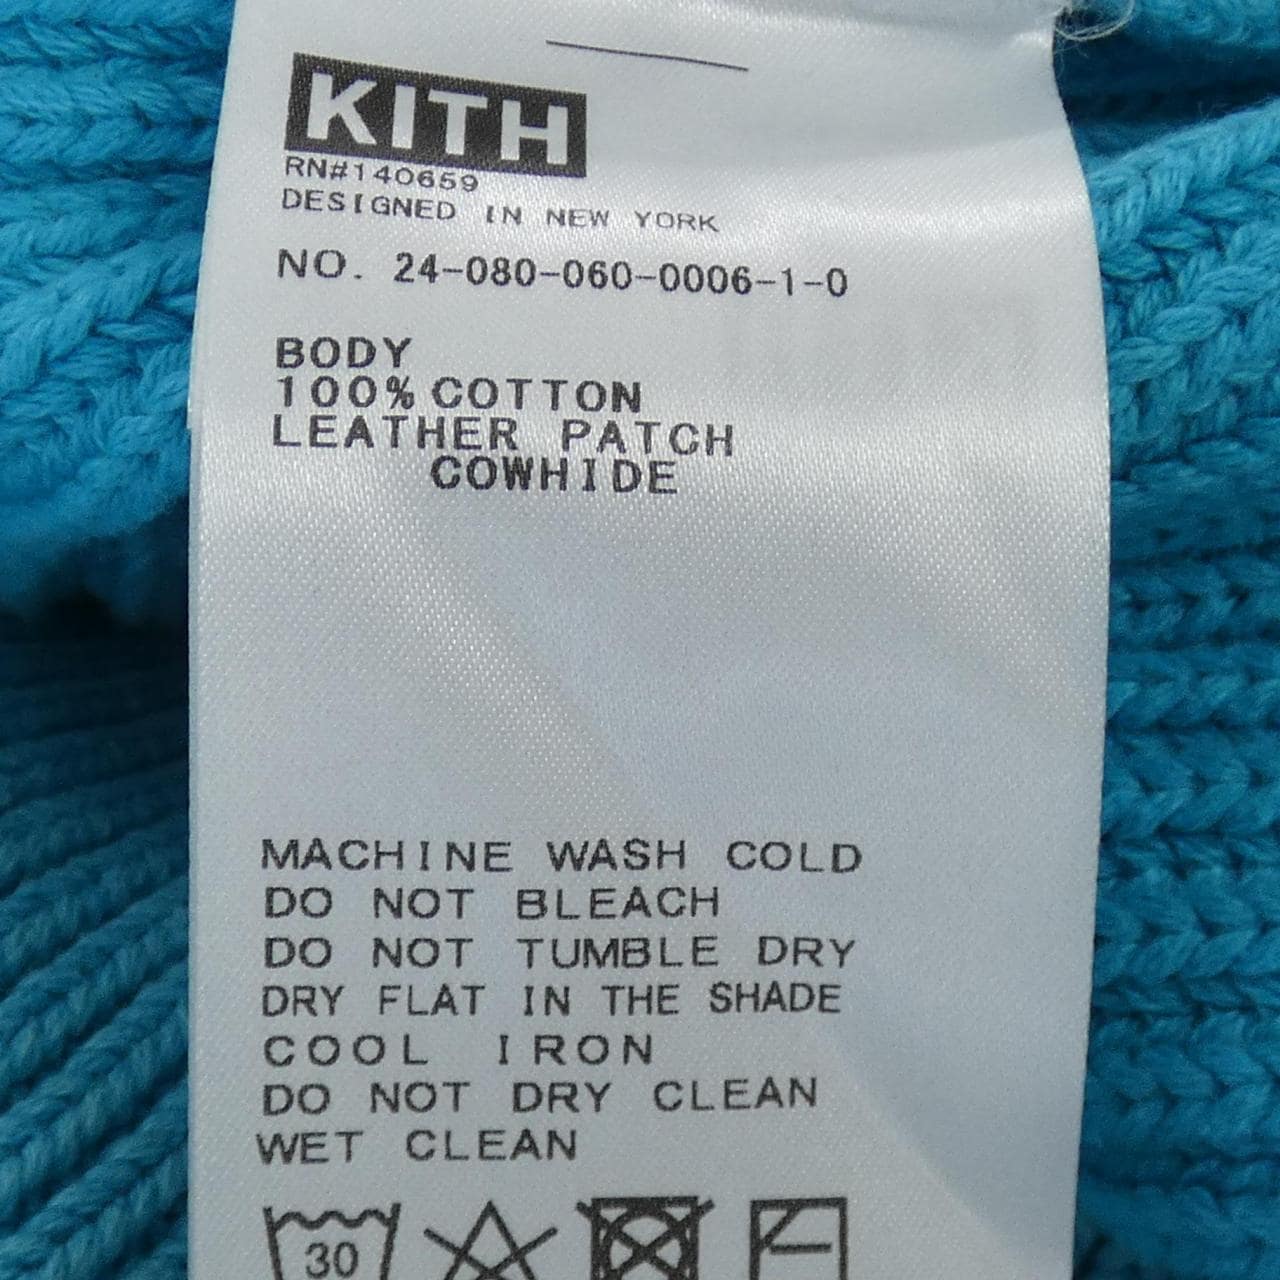 KITH
RN#140659
DESIGNED IN NEW YORK
NO. 24-080-060-0006-1-0
BODY
100% COTTON
LEATHER PATCH
COWHIDE
MACHINE WASH COLD
DO NOT BLEACH
DO NOT TUMBLE DRY
DRY FLAT IN THE SHADE
COOL IRON
DO NOT DRY CLEAN
WET CLEAN
30